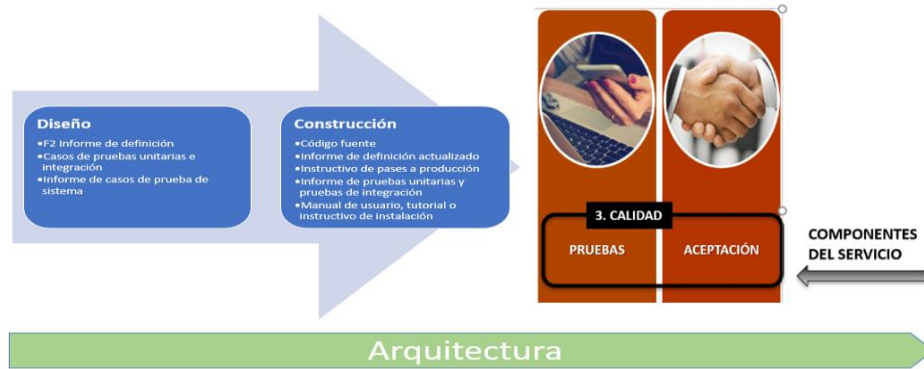 Diseño
•F2 Informe de definición
•Casos de pruebas unitarias e
integración
•Informe de casos de prueba de
sistema
Construcción
•Código fuente
•Informe de definición actualizado
•Instructivo de pases a producción
•Informe de pruebas unitarias y
pruebas de integración
•Manual de usuario, tutorial o
instructivo de instalación
3. CALIDAD
PRUEBAS
ACEPTACIÓN
COMPONENTES
DEL SERVICIO
Arquitectura